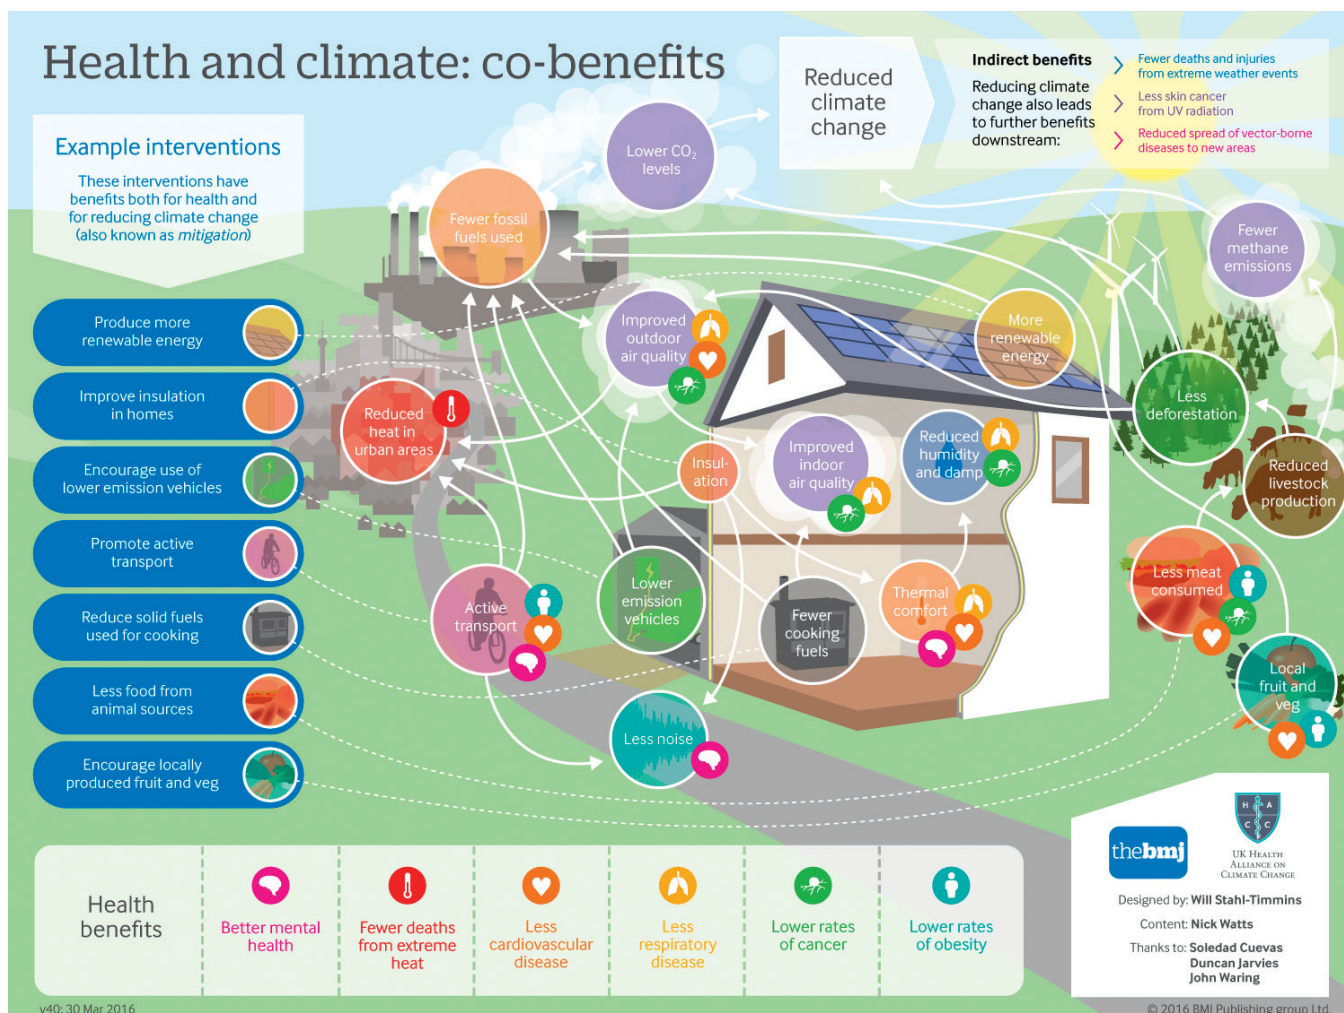 Health and climate: co-benefits
Reduced
climate
change
Indirect benefits
Reducing climate
change also leads
to further benefits
downstream:
Fewer deaths and injuries
from extreme weather events
Less skin cancer
from UV radiation
Reduced spread of vector-borne
diseases to new areas
Example interventions
These interventions have
benefits both for health and
for reducing climate change
(also known as mitigation)
Produce more
renewable energy
Improve insulation
in homes
Encourage use of
lower emission vehicles
Promote active
transport
Reduce solid fuels
used for cooking
Less food from
animal sources
Encourage locally
produced fruit and veg
Lower CO₂
levels
Fewer fossil
fuels used
Fewer
methane
emissions
Improved
outdoor
air quality
More
renewable
energy
Reduced
heat in
urban areas
Less
deforestation
Insul-
ation
Improved
indoor
air quality
Reduced
humidity
and damp
Reduced
livestock
production
Active
transport
Lower
emission
vehicles
Fewer
cooking
fuels
Thermal
comfort
Less meat
consumed
Local
fruit and
veg
Less noise
Health
benefits
Better mental
health
Fewer deaths
from extreme
heat
Less
cardiovascular
disease
Less
respiratory
disease
Lower rates
of cancer
Lower rates
of obesity
thebmj
H A
C C
UK Health
Alliance on
Climate Change
Designed by: Will Stahl-Timmins
Content: Nick Watts
Thanks to: Soledad Cuevas
Duncan Jarvies
John Waring
v40: 30 Mar 2016
© 2016 BMJ Publishing group Ltd.